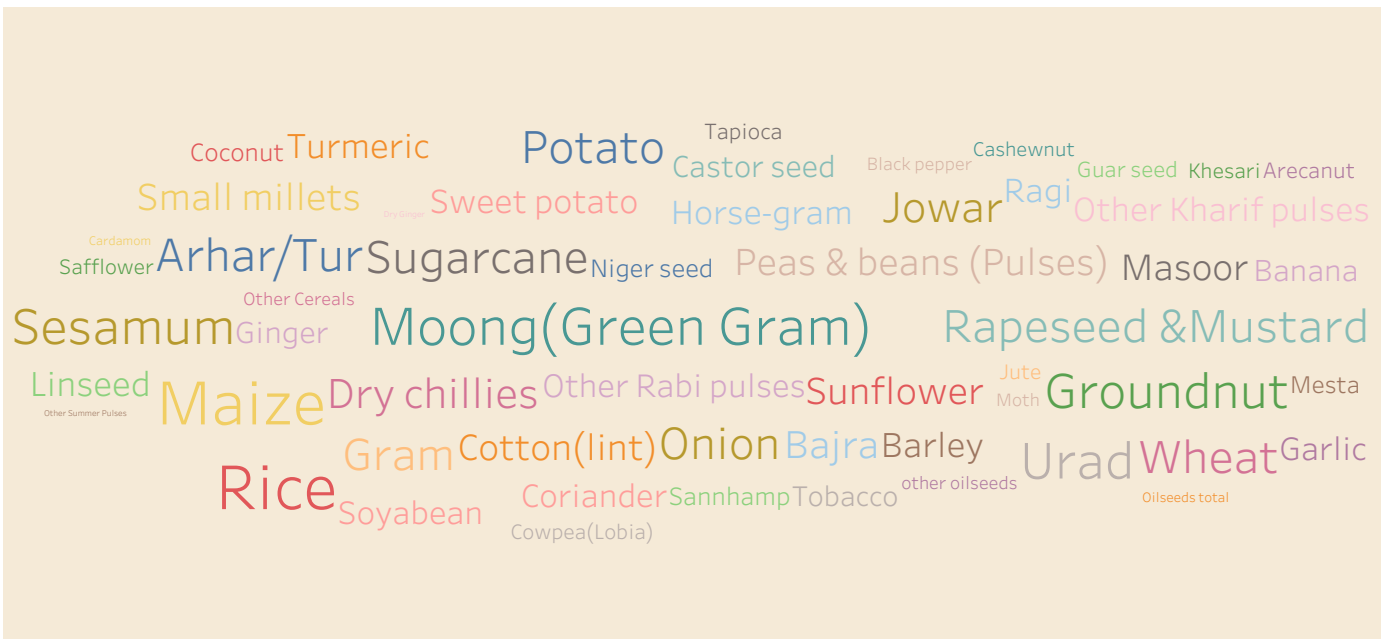 Tapioca
Coconut Turmeric Potato Cashewnut
Castor seed Black pepper Guar seed Khesari Arecanut
Small millets Dry Ginger Sweet potato Horse-gram Jowar Ragi Other Kharif pulses
Cardamom
Safflower Arhar/Tur Sugarcane Niger seed Peas & beans (Pulses) Masoor Banana
Other Cereals
Sesamum Ginger Moong(Green Gram) Rapeseed &Mustard
Linseed Maize Dry chillies Other Rabi pulses Sunflower Jute Groundnut Mesta
Other Summer Pulses Moth
Gram Cotton(lint) Onion Bajra Barley Urad Wheat Garlic
Rice Soyabean Coriander Sannhamp Tobacco other oilseeds Oilseeds total
Cowpea(Lobia)